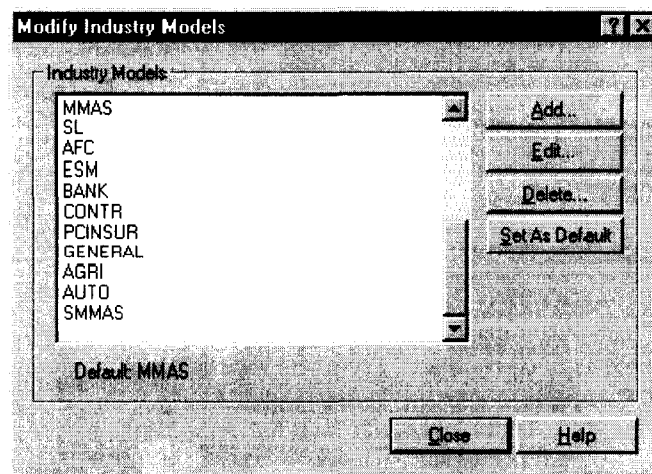 Modify Industry Models
Industry Models
MMAS
SL
AFC
ESM
BANK
CONTR
PCINSUR
GENERAL
AGRI
AUTO
SMMAS
Add...
Edit...
Delete...
Set As Default
Default: MMAS
Close
Help